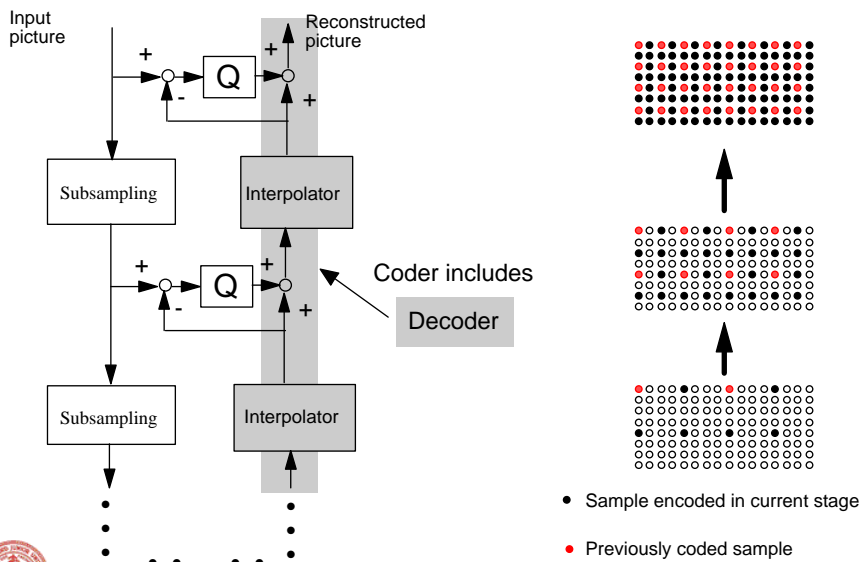 Input
picture
Reconstructed
picture
+
+
Q
-
+
Subsampling
Interpolator
+
+
Q
-
+
Coder includes
Decoder
Subsampling
Interpolator
Sample encoded in current stage
Previously coded sample